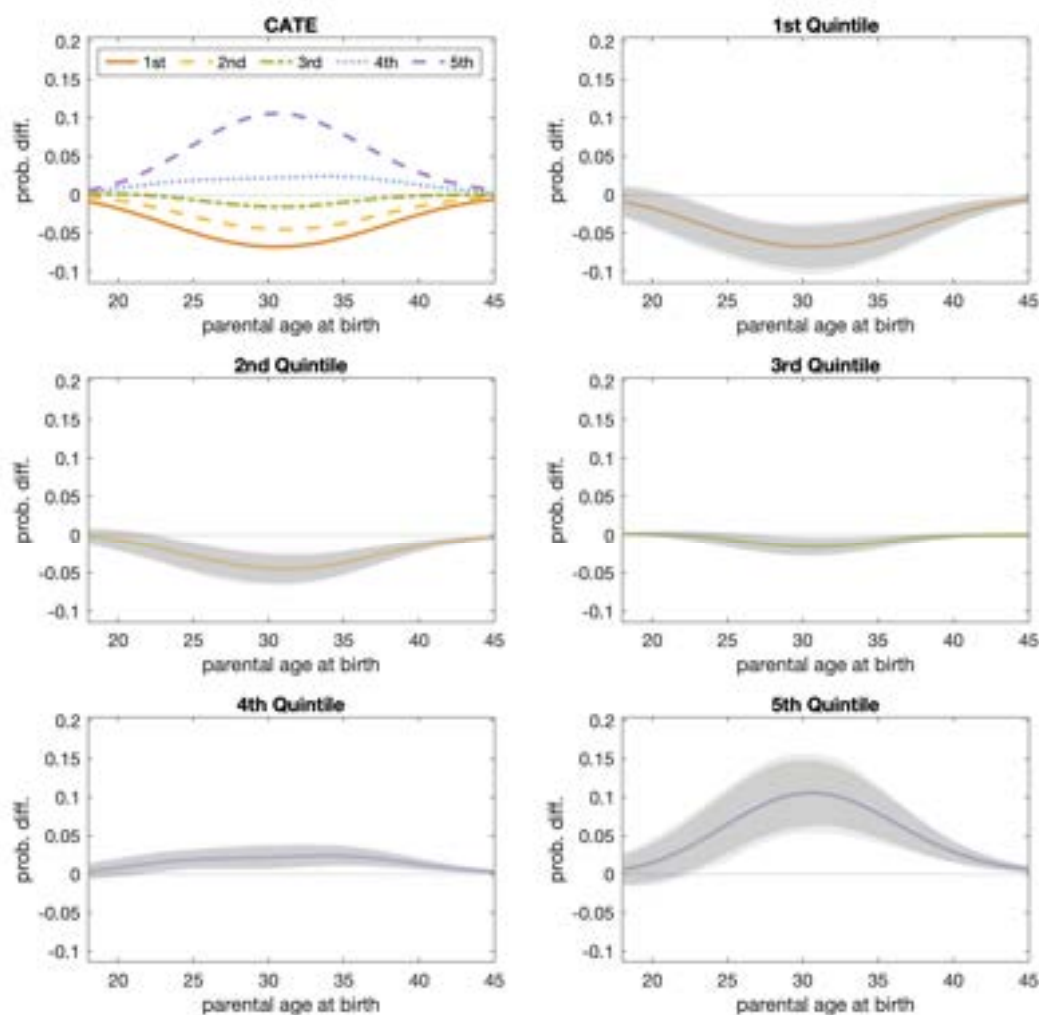 CATE
0.2
0.15
0.1
0.05
0
-0.05
-0.1
prob. diff.
1st 2nd 3rd 4th 5th
20 25 30 35 40 45
parental age at birth
1st Quintile
0.2
0.15
0.1
0.05
0
-0.05
-0.1
prob. diff.
20 25 30 35 40 45
parental age at birth
2nd Quintile
0.2
0.15
0.1
0.05
0
-0.05
-0.1
prob. diff.
20 25 30 35 40 45
parental age at birth
3rd Quintile
0.2
0.15
0.1
0.05
0
-0.05
-0.1
prob. diff.
20 25 30 35 40 45
parental age at birth
4th Quintile
0.2
0.15
0.1
0.05
0
-0.05
-0.1
prob. diff.
20 25 30 35 40 45
parental age at birth
5th Quintile
0.2
0.15
0.1
0.05
0
-0.05
-0.1
prob. diff.
20 25 30 35 40 45
parental age at birth